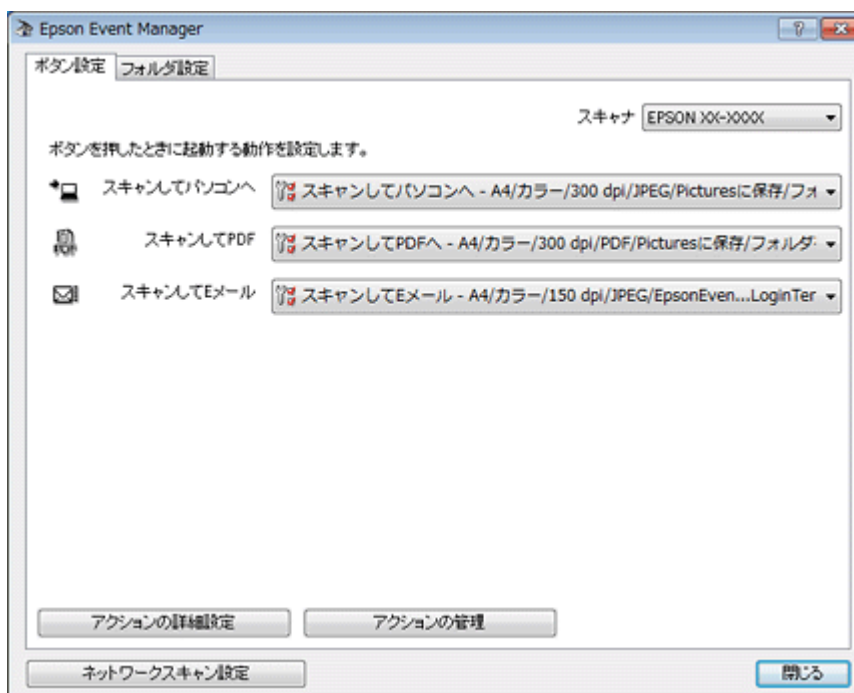 Epson Event Manager
ボタン設定 フォルダ設定
スキャナ EPSON XX-XXXX
ボタンを押したときに起動する動作を設定します。
スキャンしてパソコンへ スキャンしてパソコンへ - A4/カラー/300 dpi/JPEG/Picturesに保存/フォ
スキャンしてPDF スキャンしてPDFへ - A4/カラー/300 dpi/PDF/Picturesに保存/フォルダ
スキャンしてEメール スキャンしてEメール - A4/カラー/150 dpi/JPEG/EpsonEven...LoginTer
アクションの詳細設定 アクションの管理
ネットワークスキャン設定 閉じる